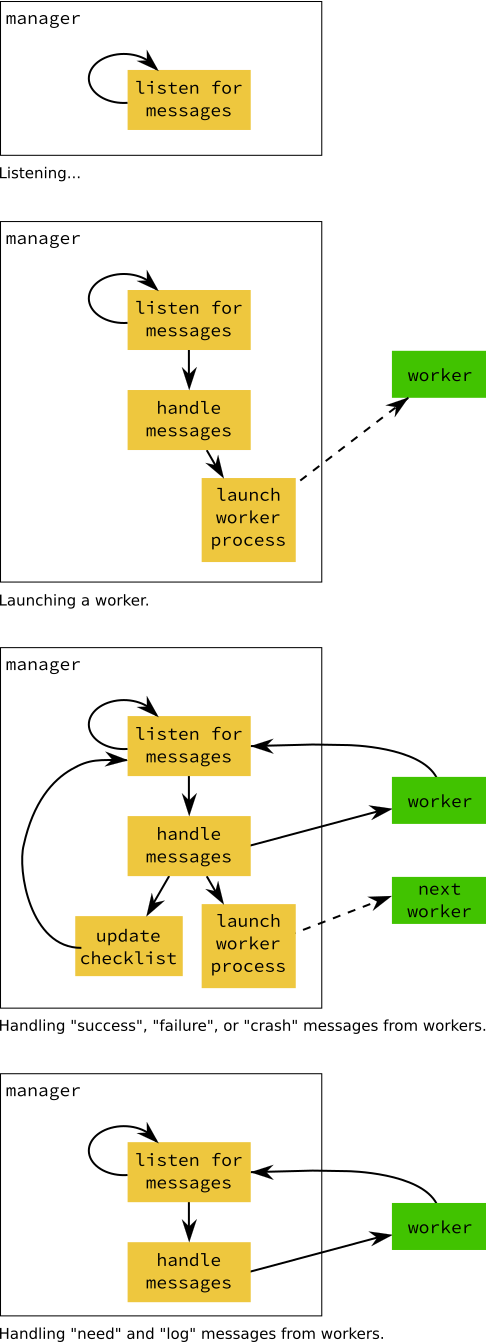 manager
listen for
messages
Listening...
manager
listen for
messages
worker
handle
messages
launch
worker
process
Launching a worker.
manager
listen for
messages
worker
handle
messages
next
worker
update
checklist
launch
worker
process
Handling "success", "failure", or "crash" messages from workers.
manager
listen for
messages
worker
handle
messages
Handling "need" and "log" messages from workers.